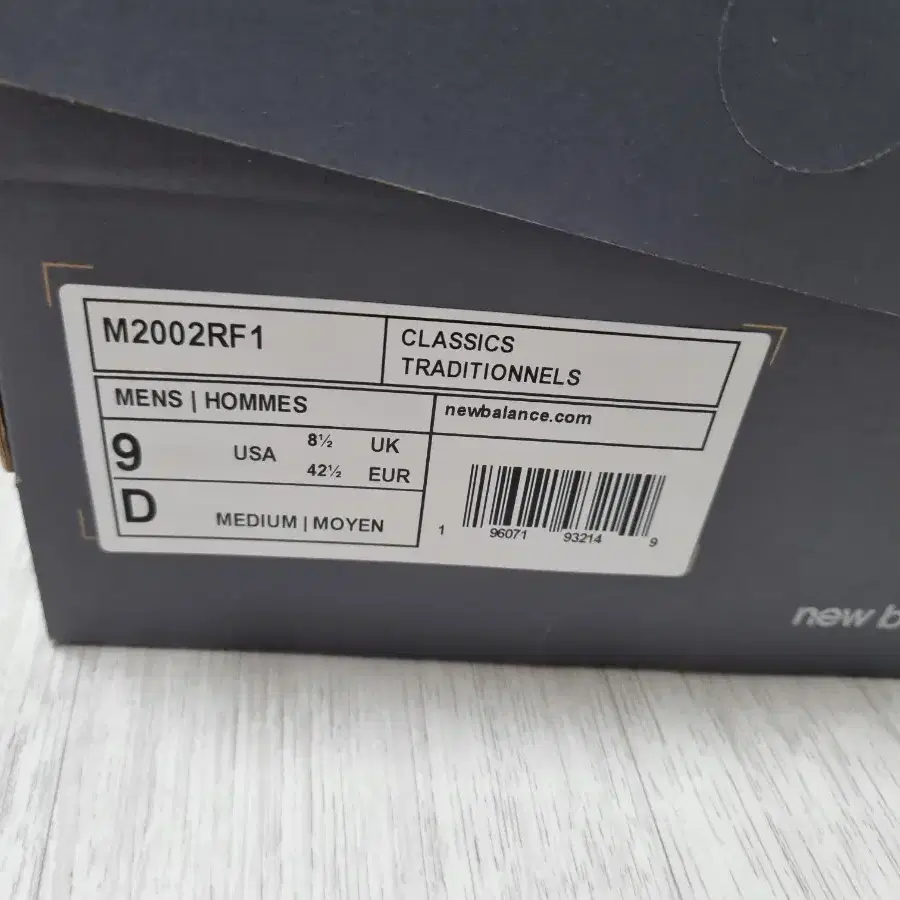 M2002RF1
CLASSICS
TRADITIONNELS
MENS | HOMMES
newbalance.com
9 USA 8½ UK
42½ EUR
D MEDIUM | MOYEN
1 96071 93214 9
new b